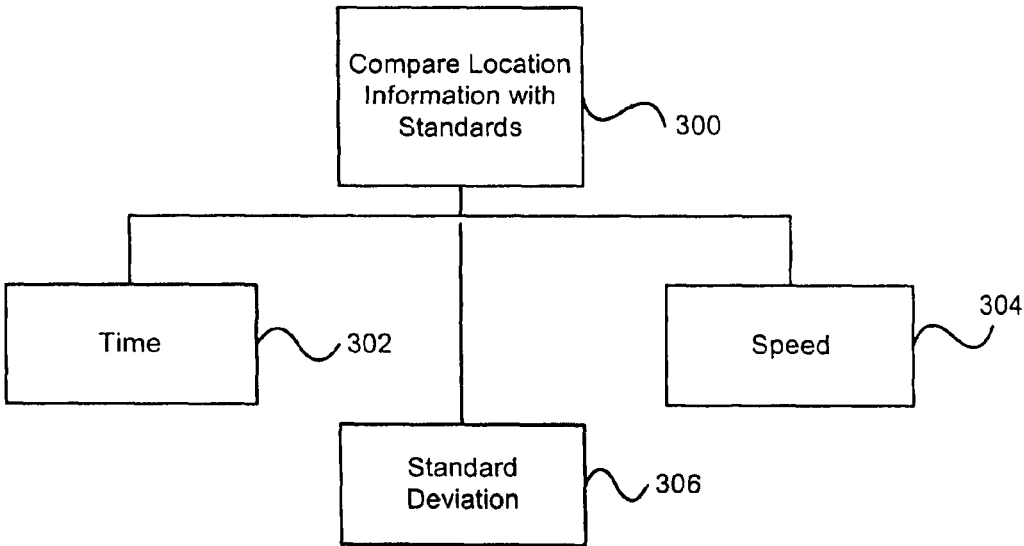 Compare Location
Information with
Standards
300
Time
302
Speed
304
Standard
Deviation
306